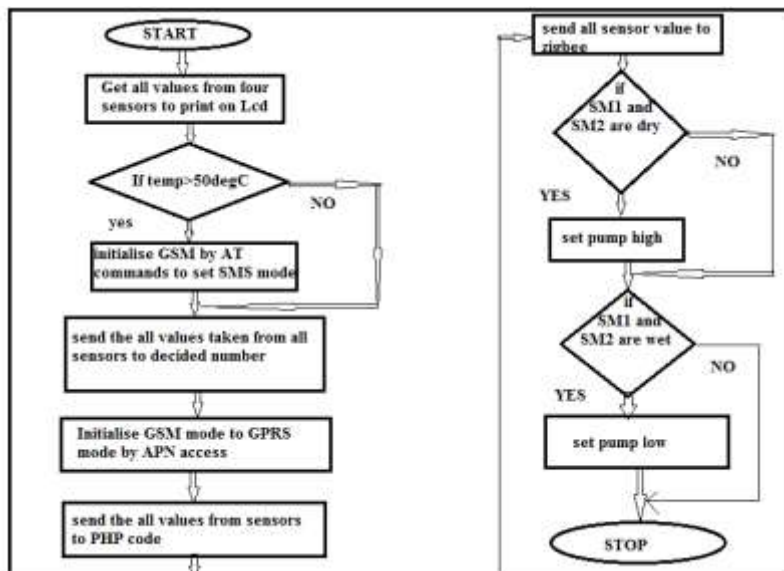 START
Get all values from four
sensors to print on Lcd
If temp>50degC
NO
yes
initialise GSM by AT
commands to set SMS mode
send the all values taken from all
sensors to decided number
Initialise GSM mode to GPRS
mode by APN access
send the all values from sensors
to PHP code
send all sensor value to
zigbee
if
SM1 and
SM2 are dry
NO
YES
set pump high
if
SM1 and
SM2 are wet
NO
YES
set pump low
STOP